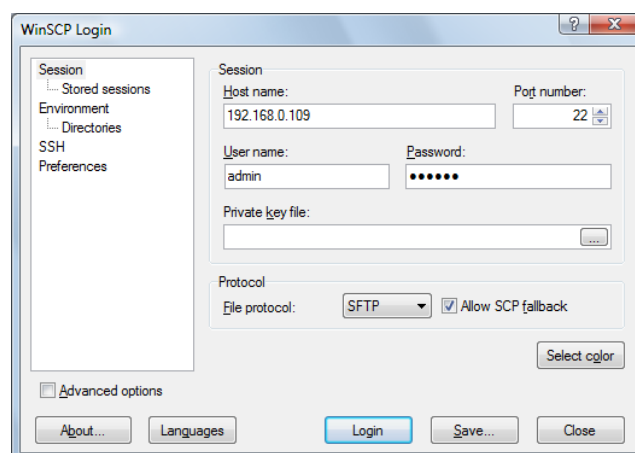 WinSCP Login
Session
Stored sessions
Environment
Directories
SSH
Preferences
Session
Host name:
Port number:
192.168.0.109
22
User name:
Password:
admin
••••••
Private key file:
...
Protocol
File protocol:
SFTP
Allow SCP fallback
Select color
Advanced options
About...
Languages
Login
Save...
Close